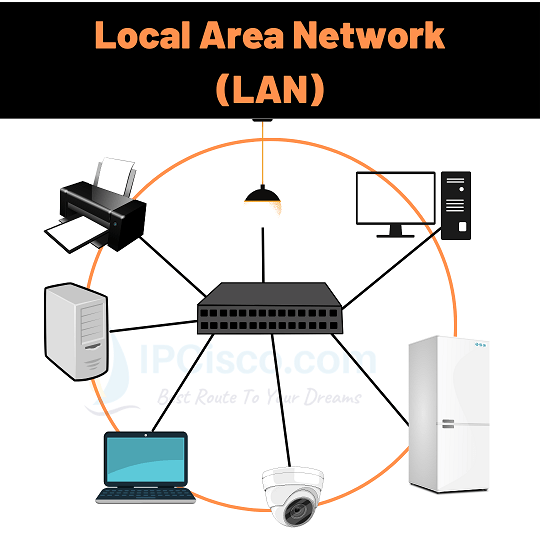 Local Area Network
(LAN)
IPCisco.com
Best Route To Your Dreams